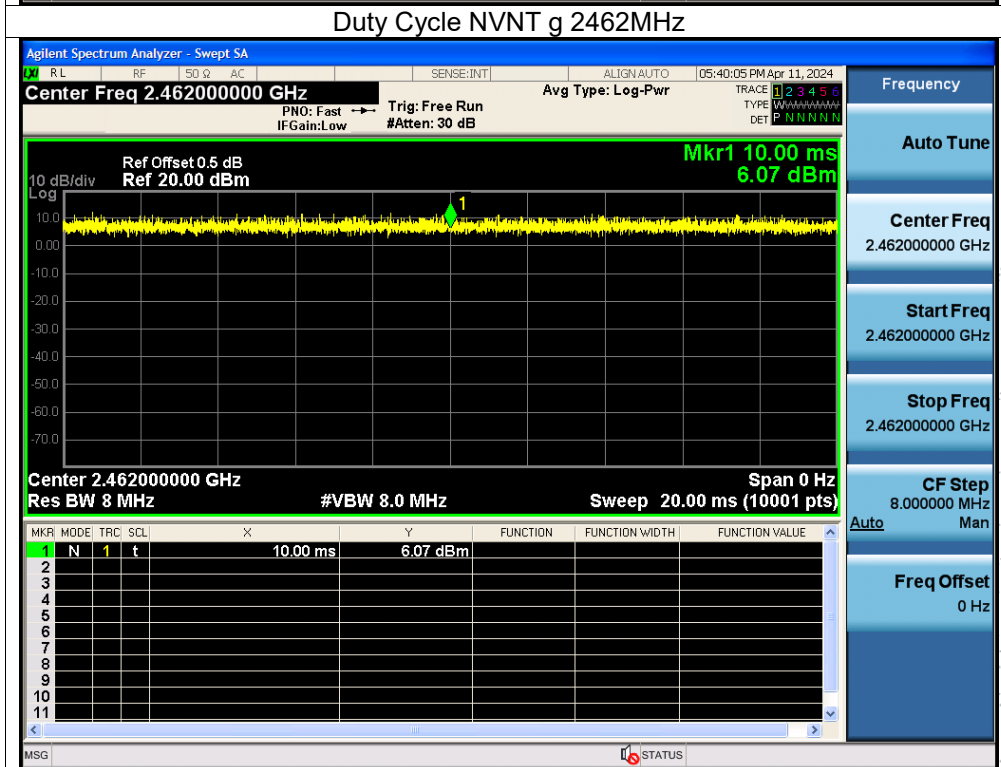 Duty Cycle NVNT g 2462MHz
Agilent Spectrum Analyzer - Swept SA
LXI RL RF 50 Ω AC SENSE:INT ALIGN AUTO 05:40:05 PM Apr 11, 2024
Center Freq 2.462000000 GHz Avg Type: Log-Pwr TRACE 1 2 3 4 5 6
PNO: Fast Trig: Free Run TYPE WWWWWW
IFGain:Low #Atten: 30 dB DET P N N N N N
Mkr1 10.00 ms
Ref Offset 0.5 dB
10 dB/div Ref 20.00 dBm 6.07 dBm
Log
1
10.0
0.00
-10.0
-20.0
-30.0
-40.0
-50.0
-60.0
-70.0
Center 2.462000000 GHz Span 0 Hz
Res BW 8 MHz #VBW 8.0 MHz Sweep 20.00 ms (10001 pts)
MKR MODE TRC SCL X Y FUNCTION FUNCTION WIDTH FUNCTION VALUE
1 N 1 t 10.00 ms 6.07 dBm
2
3
4
5
6
7
8
9
10
11
MSG STATUS
Frequency
Auto Tune
Center Freq
2.462000000 GHz
Start Freq
2.462000000 GHz
Stop Freq
2.462000000 GHz
CF Step
8.000000 MHz
Auto Man
Freq Offset
0 Hz